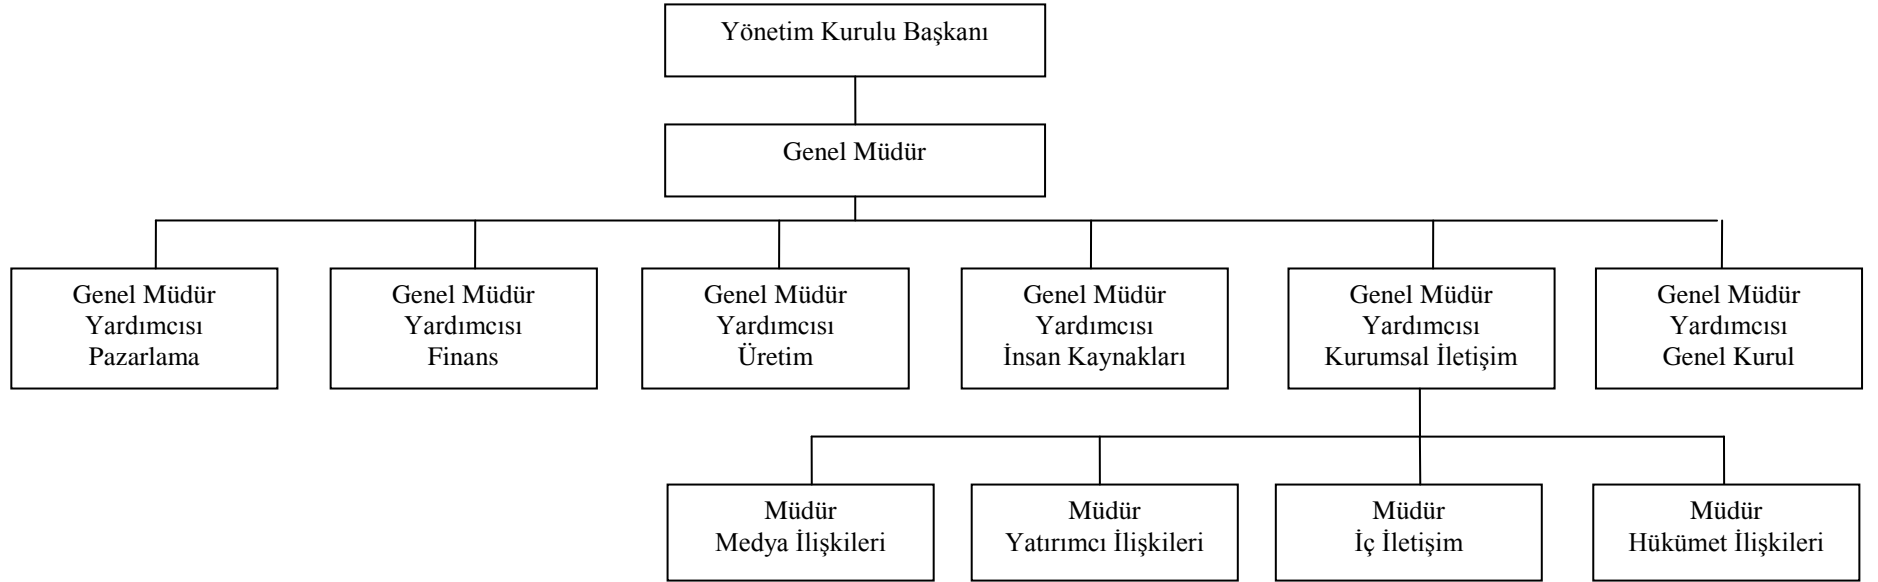 Yönetim Kurulu Başkanı
Genel Müdür
Genel Müdür
Yardımcısı
Pazarlama
Genel Müdür
Yardımcısı
Finans
Genel Müdür
Yardımcısı
Üretim
Genel Müdür
Yardımcısı
İnsan Kaynakları
Genel Müdür
Yardımcısı
Kurumsal İletişim
Genel Müdür
Yardımcısı
Genel Kurul
Müdür
Medya İlişkileri
Müdür
Yatırımcı İlişkileri
Müdür
İç İletişim
Müdür
Hükümet İlişkileri